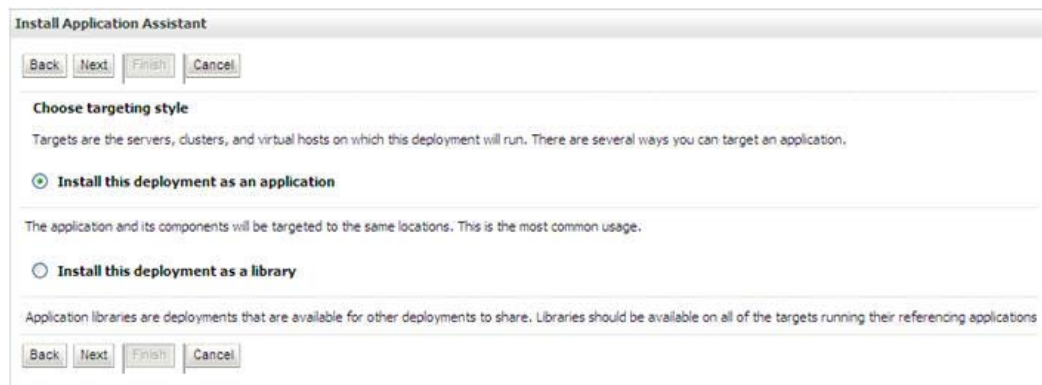 Install Application Assistant
Back Next Finish Cancel
Choose targeting style
Targets are the servers, clusters, and virtual hosts on which this deployment will run. There are several ways you can target an application.
Install this deployment as an application
The application and its components will be targeted to the same locations. This is the most common usage.
Install this deployment as a library
Application libraries are deployments that are available for other deployments to share. Libraries should be available on all of the targets running their referencing applications
Back Next Finish Cancel